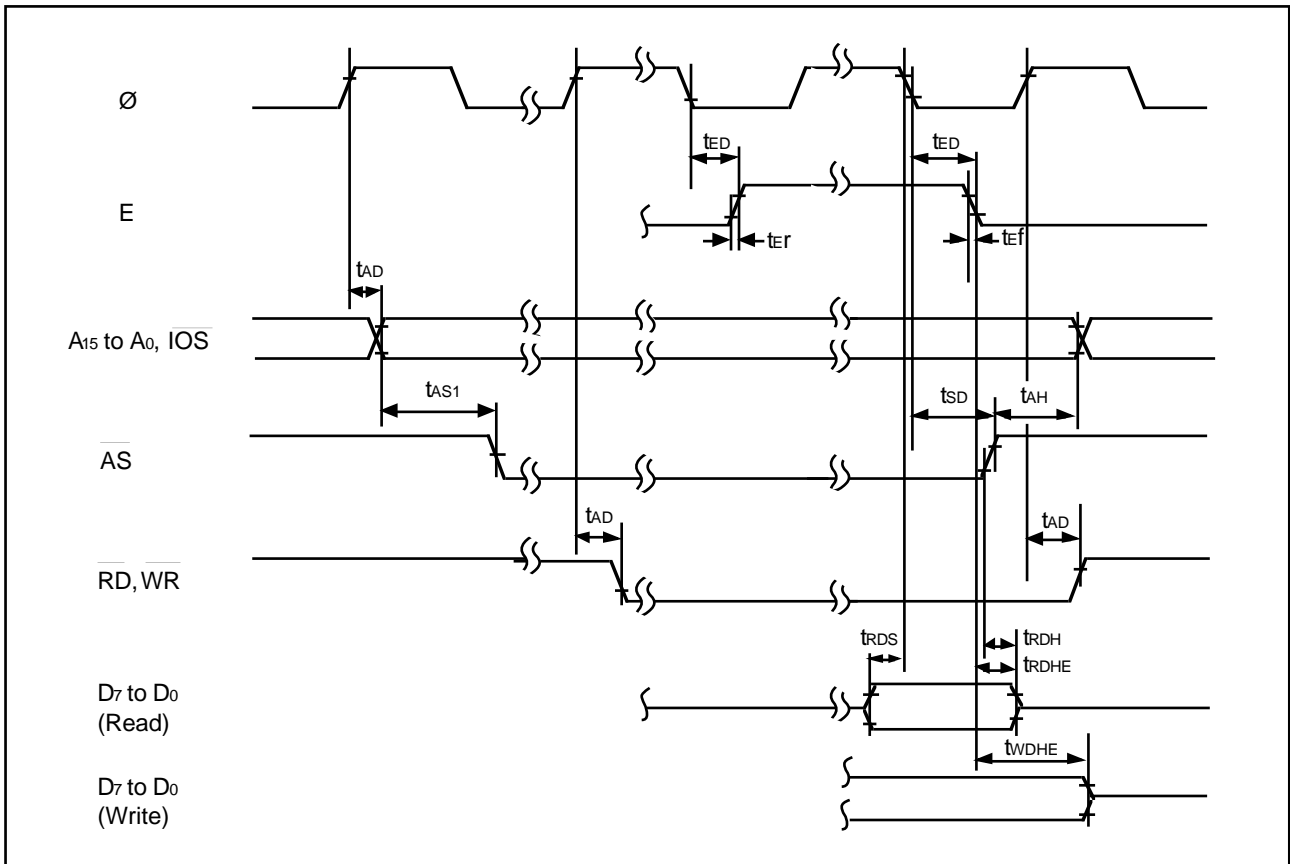 Ø
tED
tED
E
tEr
tEf
tAD
A15 to A0, IOS
tAS1
tSD
tAH
AS
tAD
tAD
RD, WR
tRDS
tRDH
tRDHE
D7 to D0
(Read)
tWDHE
D7 to D0
(Write)